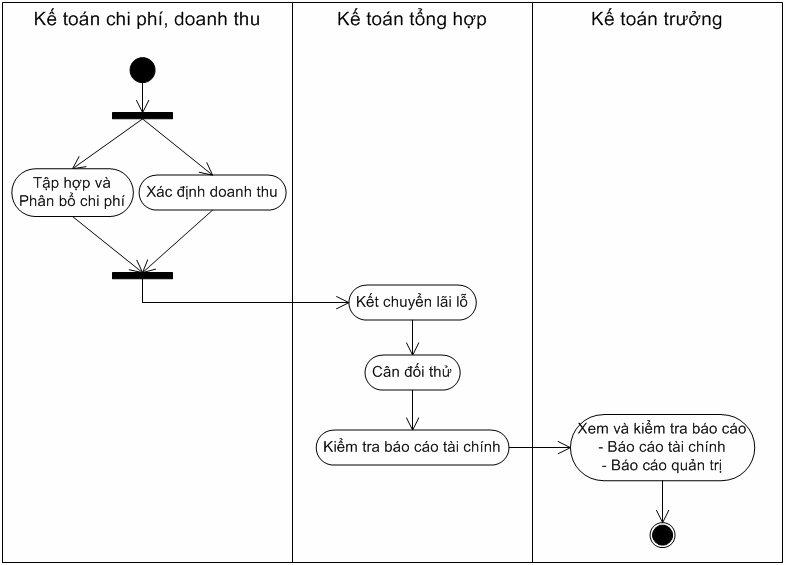 Kế toán chi phí, doanh thu
Kế toán tổng hợp
Kế toán trưởng
Tập hợp và
Phân bổ chi phí
Xác định doanh thu
Kết chuyển lãi lỗ
Cân đối thử
Kiểm tra báo cáo tài chính
Xem và kiểm tra báo cáo
- Báo cáo tài chính
- Báo cáo quản trị